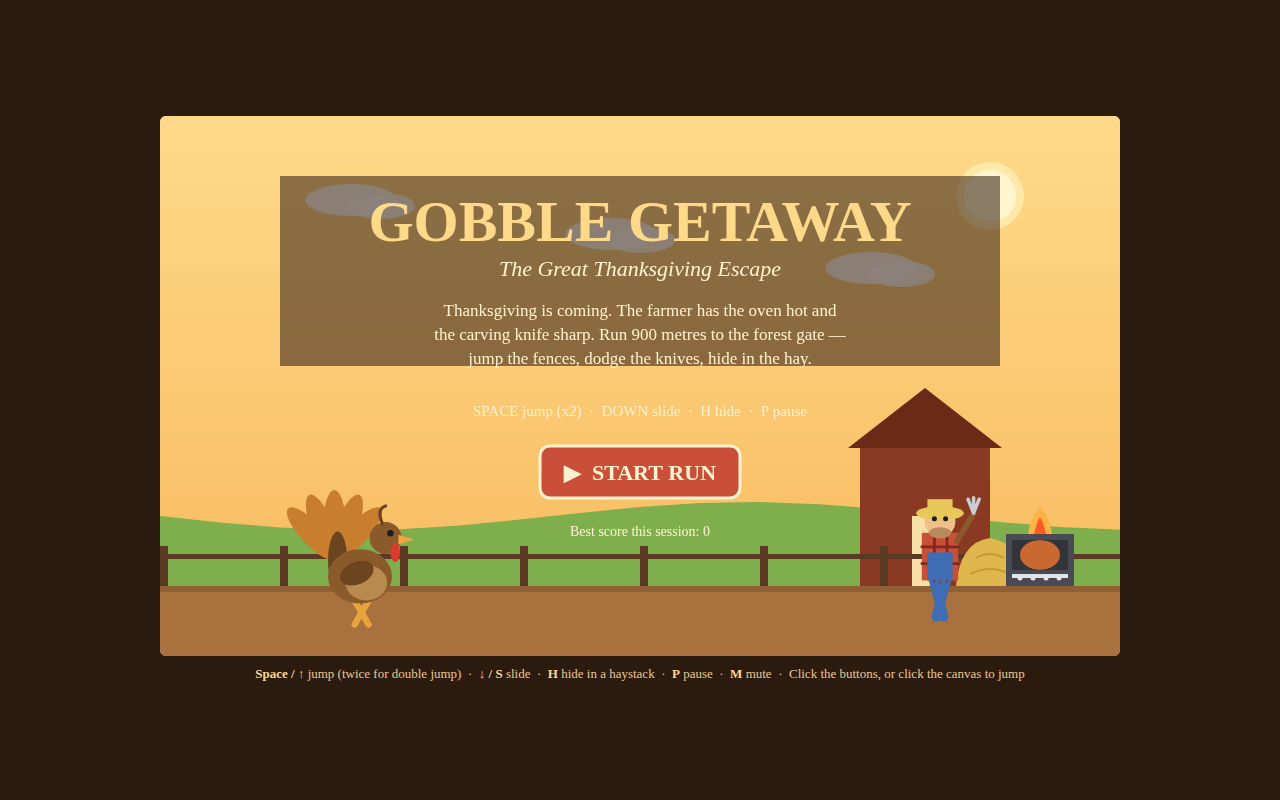 GOBBLE GETAWAY
The Great Thanksgiving Escape
Thanksgiving is coming. The farmer has the oven hot and
the carving knife sharp. Run 900 metres to the forest gate —
jump the fences, dodge the knives, hide in the hay.
SPACE jump (x2) · DOWN slide · H hide · P pause
▶ START RUN
Best score this session: 0
Space / ↑ jump (twice for double jump) · ↓ / S slide · H hide in a haystack · P pause · M mute · Click the buttons, or click the canvas to jump